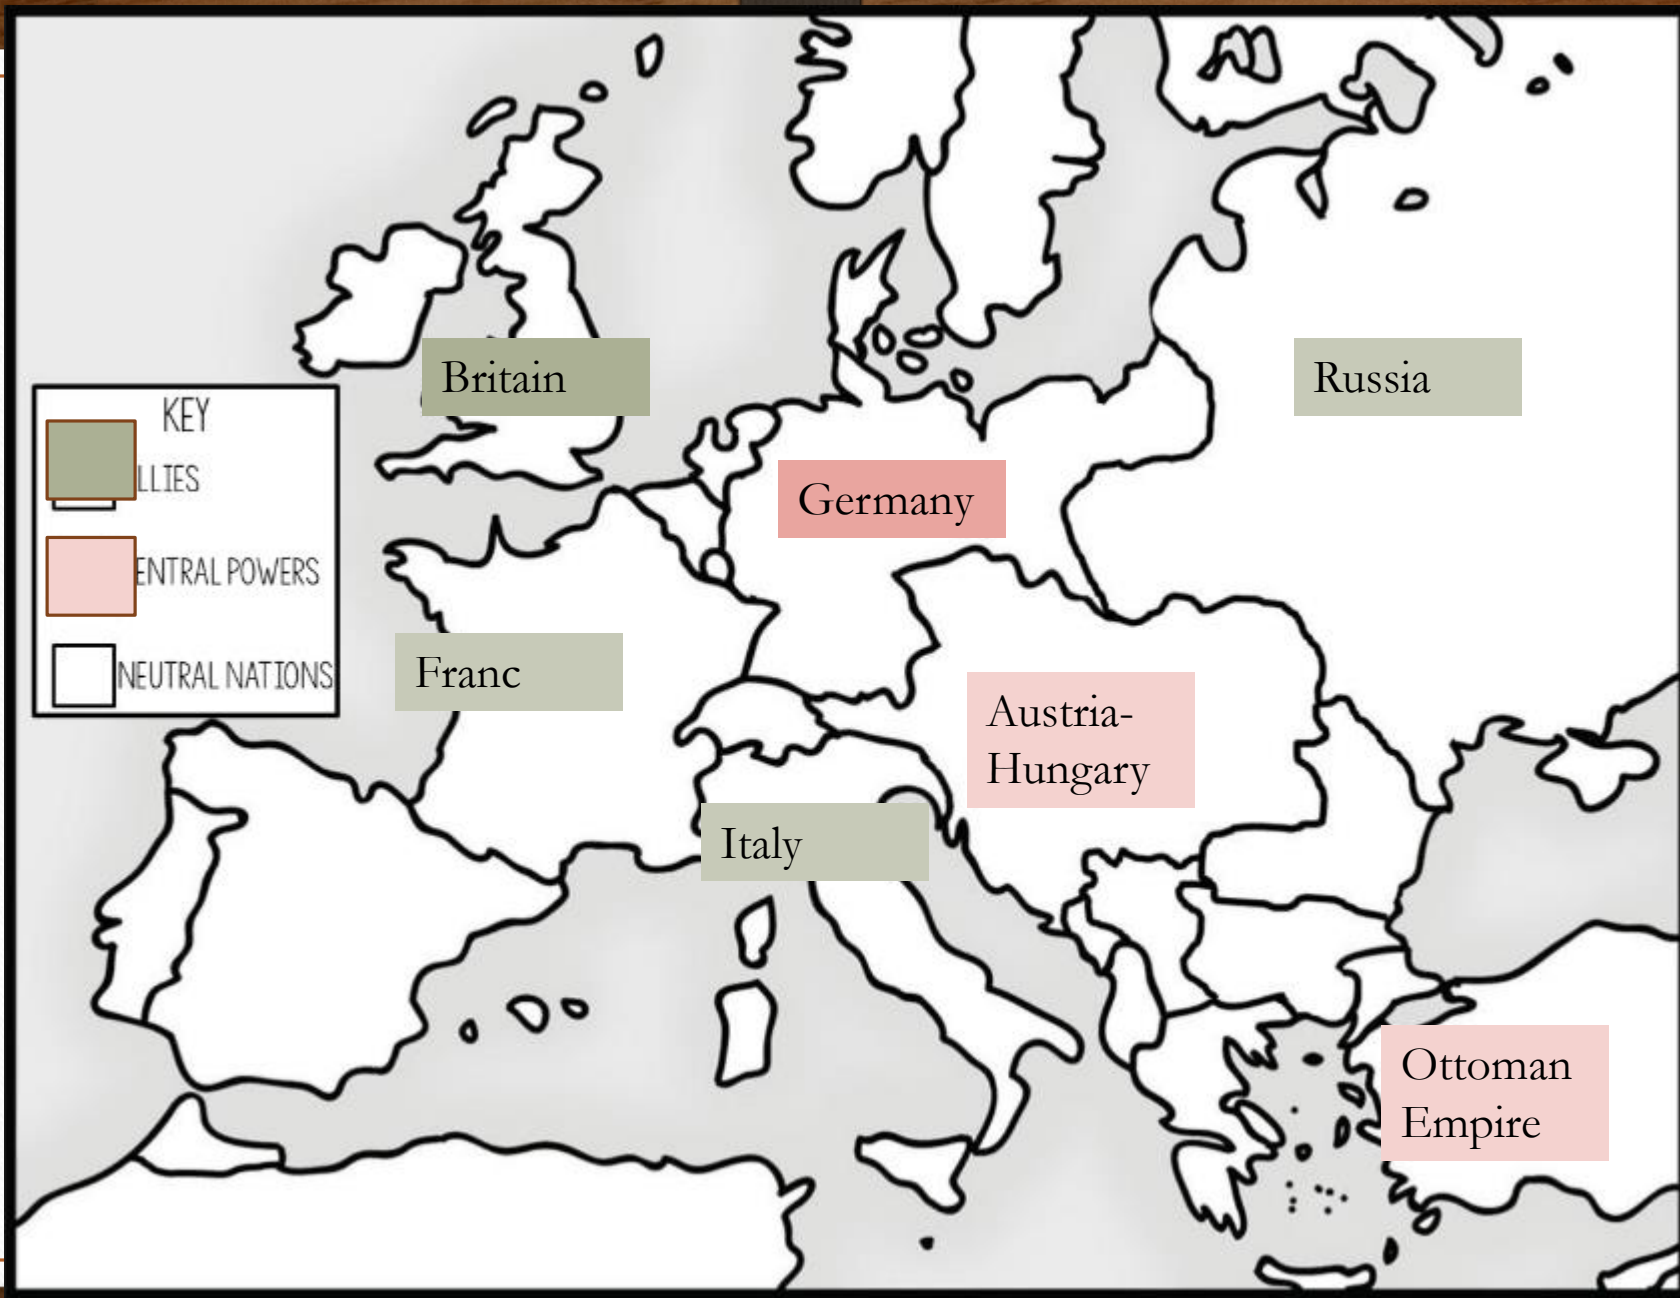 Britain
Russia
KEY
LLIES
Germany
ENTRAL POWERS
NEUTRAL NATIONS
Franc
Austria-
Hungary
Italy
Ottoman
Empire